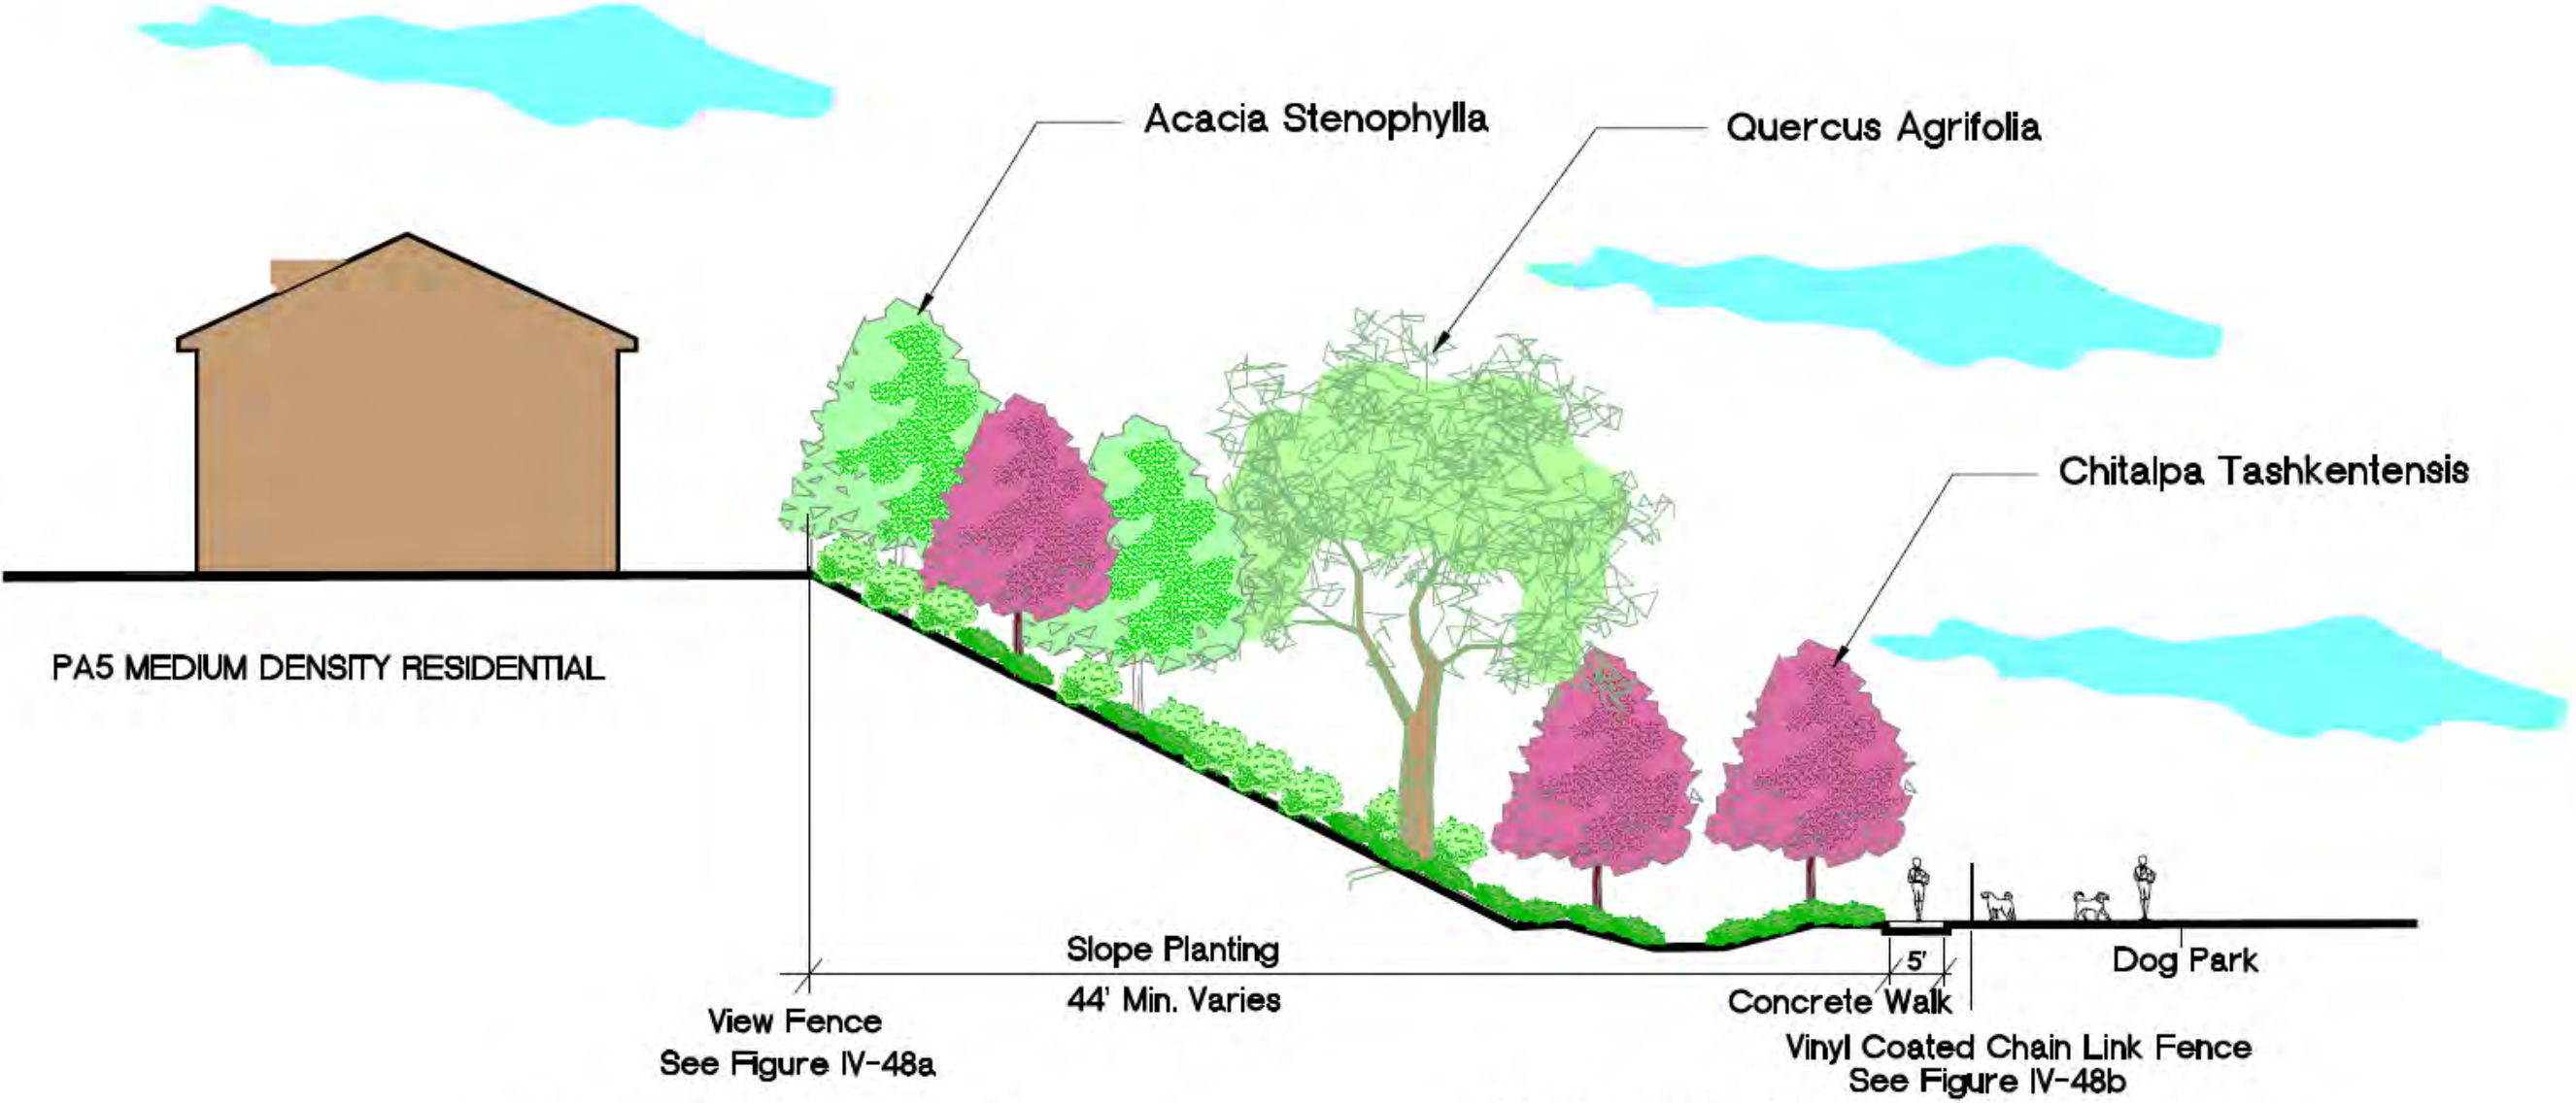 Acacia Stenophylla
Quercus Agrifolia
Chitalpa Tashkentensis
PA5 MEDIUM DENSITY RESIDENTIAL
Slope Planting
44' Min. Varies
5'
Dog Park
Concrete Walk
View Fence
See Figure IV-48a
Vinyl Coated Chain Link Fence
See Figure IV-48b